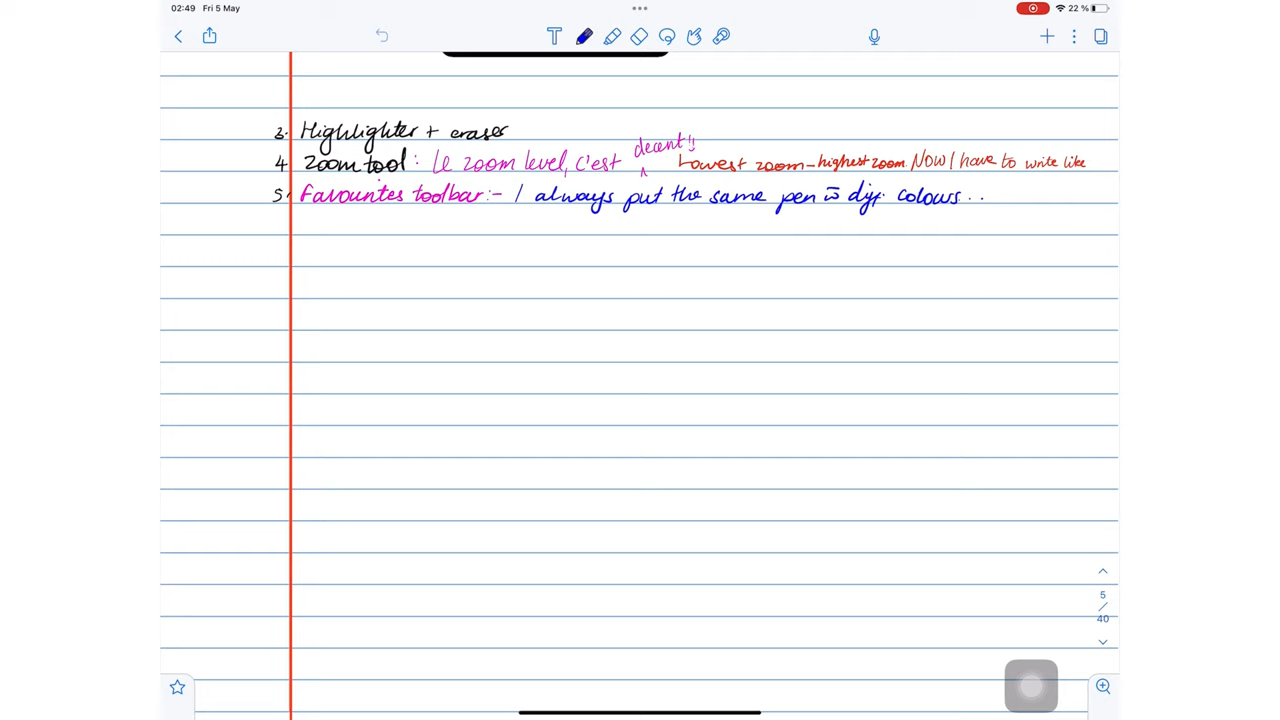 02:49 Fri 5 May
22 %
3. Highlighter + eraser
4 Zoom tool : Le zoom level, c'est decent!! Lowest zoom – highest zoom. Now I have to write like
5. Favourites toolbar :- I always put the same pen w̄ diff. colours...
5
/
40